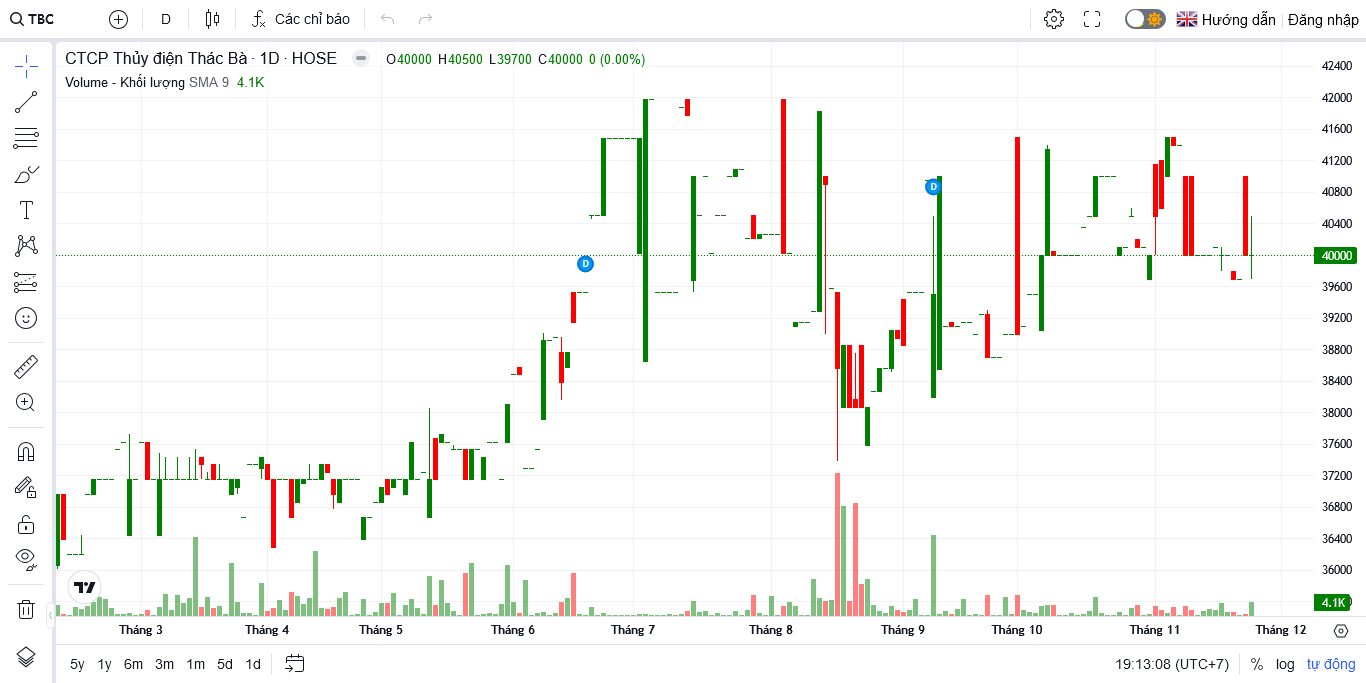 TBC D Các chỉ báo Hướng dẫn Đăng nhập
CTCP Thủy điện Thác Bà · 1D · HOSE O40000 H40500 L39700 C40000 0 (0.00%)
Volume - Khối lượng SMA 9 4.1K
42400
42000
41600
41200
40800
40400
40000
39600
39200
38800
38400
38000
37600
37200
36800
36400
36000
4.1K
D
D
Tháng 3 Tháng 4 Tháng 5 Tháng 6 Tháng 7 Tháng 8 Tháng 9 Tháng 10 Tháng 11 Tháng 12
5y 1y 6m 3m 1m 5d 1d 19:13:08 (UTC+7) % log tự động